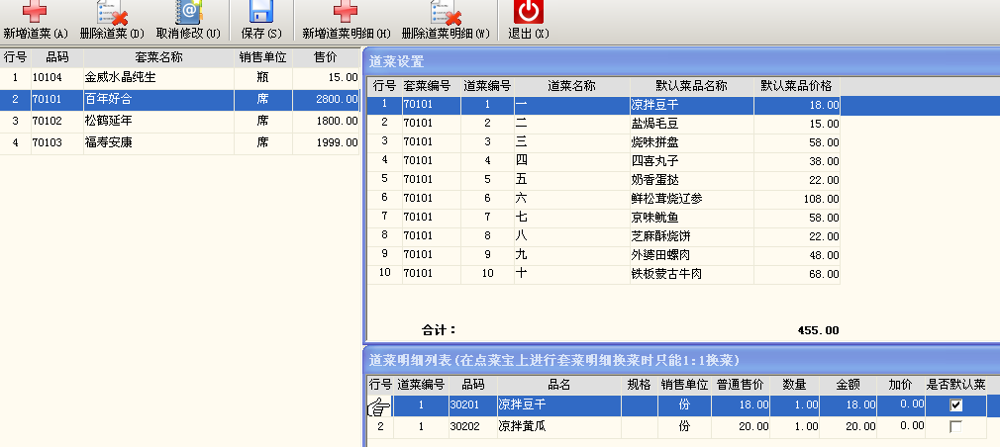 新增道菜(A) 删除道菜(D) 取消修改(U) 保存(S) 新增道菜明细(H) 删除道菜明细(W) 退出(X)
行号 品码 套菜名称 销售单位 售价
1 10104 金威水晶纯生 瓶 15.00
2 70101 百年好合 席 2800.00
3 70102 松鹤延年 席 1800.00
4 70103 福寿安康 席 1999.00
道菜设置
行号 套菜编号 道菜编号 道菜名称 默认菜品名称 默认菜品价格
1 70101 1 一 凉拌豆干 18.00
2 70101 2 二 盐焗毛豆 15.00
3 70101 3 三 烧味拼盘 58.00
4 70101 4 四 四喜丸子 38.00
5 70101 5 五 奶香蛋挞 22.00
6 70101 6 六 鲜松茸烧辽参 108.00
7 70101 7 七 京味鱿鱼 58.00
8 70101 8 八 芝麻酥烧饼 22.00
9 70101 9 九 外婆田螺肉 48.00
10 70101 10 十 铁板蒙古牛肉 68.00
合计： 455.00
道菜明细列表(在点菜宝上进行套菜明细换菜时只能1:1换菜)
行号 道菜编号 品码 品名 规格 销售单位 普通售价 数量 金额 加价 是否默认菜
1 30201 凉拌豆干 份 18.00 1.00 18.00 0.00
2 1 30202 凉拌黄瓜 份 20.00 1.00 20.00 0.00